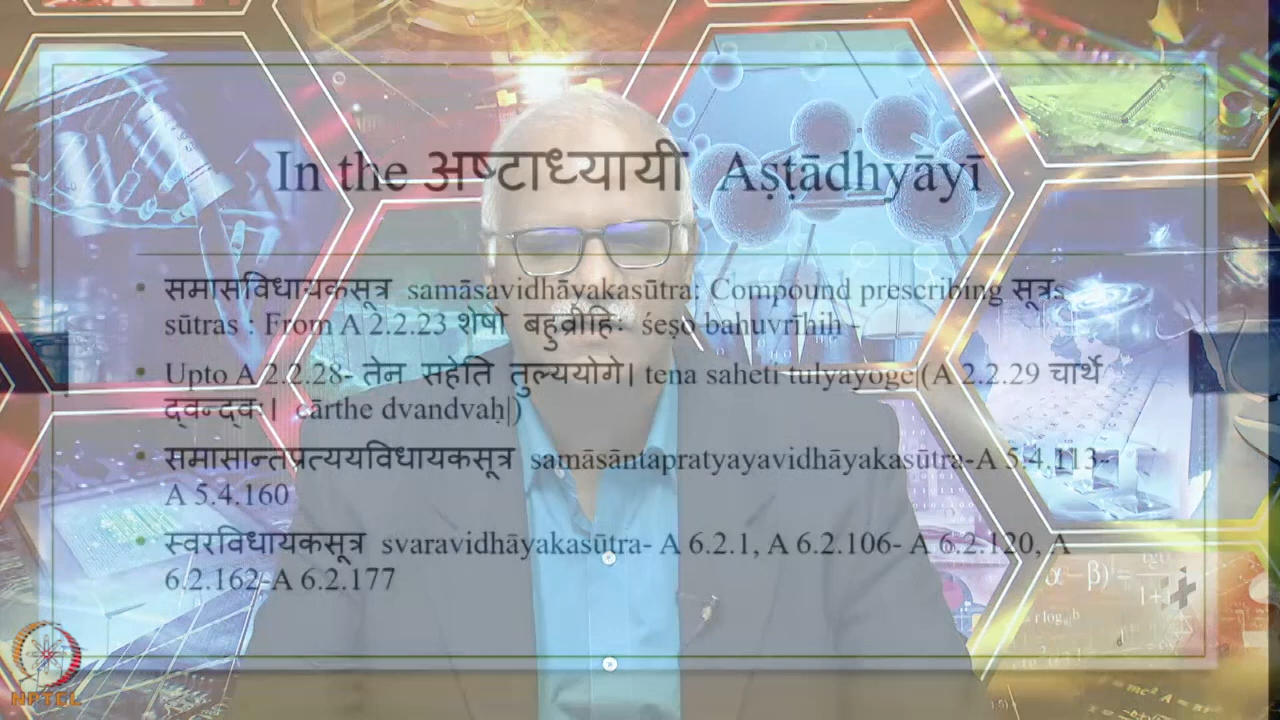 In the अष्टाध्यायी Aṣṭādhyāyī
• समासविधायकसूत्र samāsavidhāyakasūtra: Compound prescribing सूत्रs
sūtras : From A 2.2.23 शेषो बहुव्रीहिः śeṣo bahuvrīhiḥ -
• Upto A 2.2.28- तेन सहेति तुल्ययोगे| tena saheti tulyayoge|(A 2.2.29 चार्थे
द्वन्द्वः। cārthe dvandvaḥ|)
• समासान्तप्रत्ययविधायकसूत्र samāsāntapratyayavidhāyakasūtra-A 5.4.113-
A 5.4.160
• स्वरविधायकसूत्र svaravidhāyakasūtra- A 6.2.1, A 6.2.106- A 6.2.120, A
6.2.162-A 6.2.177
α – β) =
1+
NPTEL